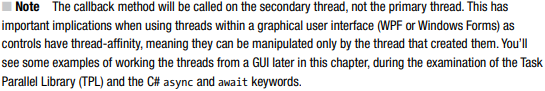 ■ Note The callback method will be called on the secondary thread, not the primary thread. This has
important implications when using threads within a graphical user interface (WPF or Windows Forms) as
controls have thread-affinity, meaning they can be manipulated only by the thread that created them. You’ll
see some examples of working the threads from a GUI later in this chapter, during the examination of the Task
Parallel Library (TPL) and the C# async and await keywords.